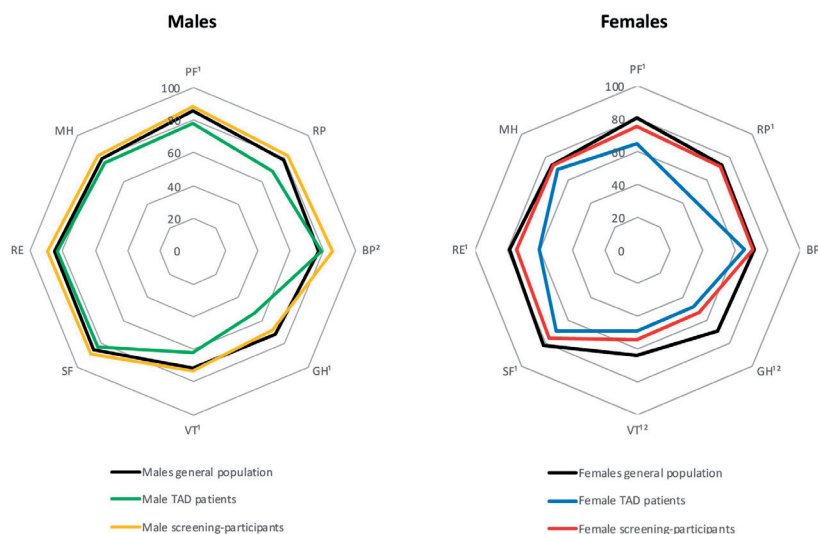 Males
Females
PF¹
100
80
60
40
20
0
MH
RP
RE
BP²
SF
GH¹
VT¹
PF¹
100
80
60
40
20
0
MH
RP¹
RE¹
BP
SF¹
GH¹²
VT¹²
Males general population
Male TAD patients
Male screening-participants
Females general population
Female TAD patients
Female screening-participants